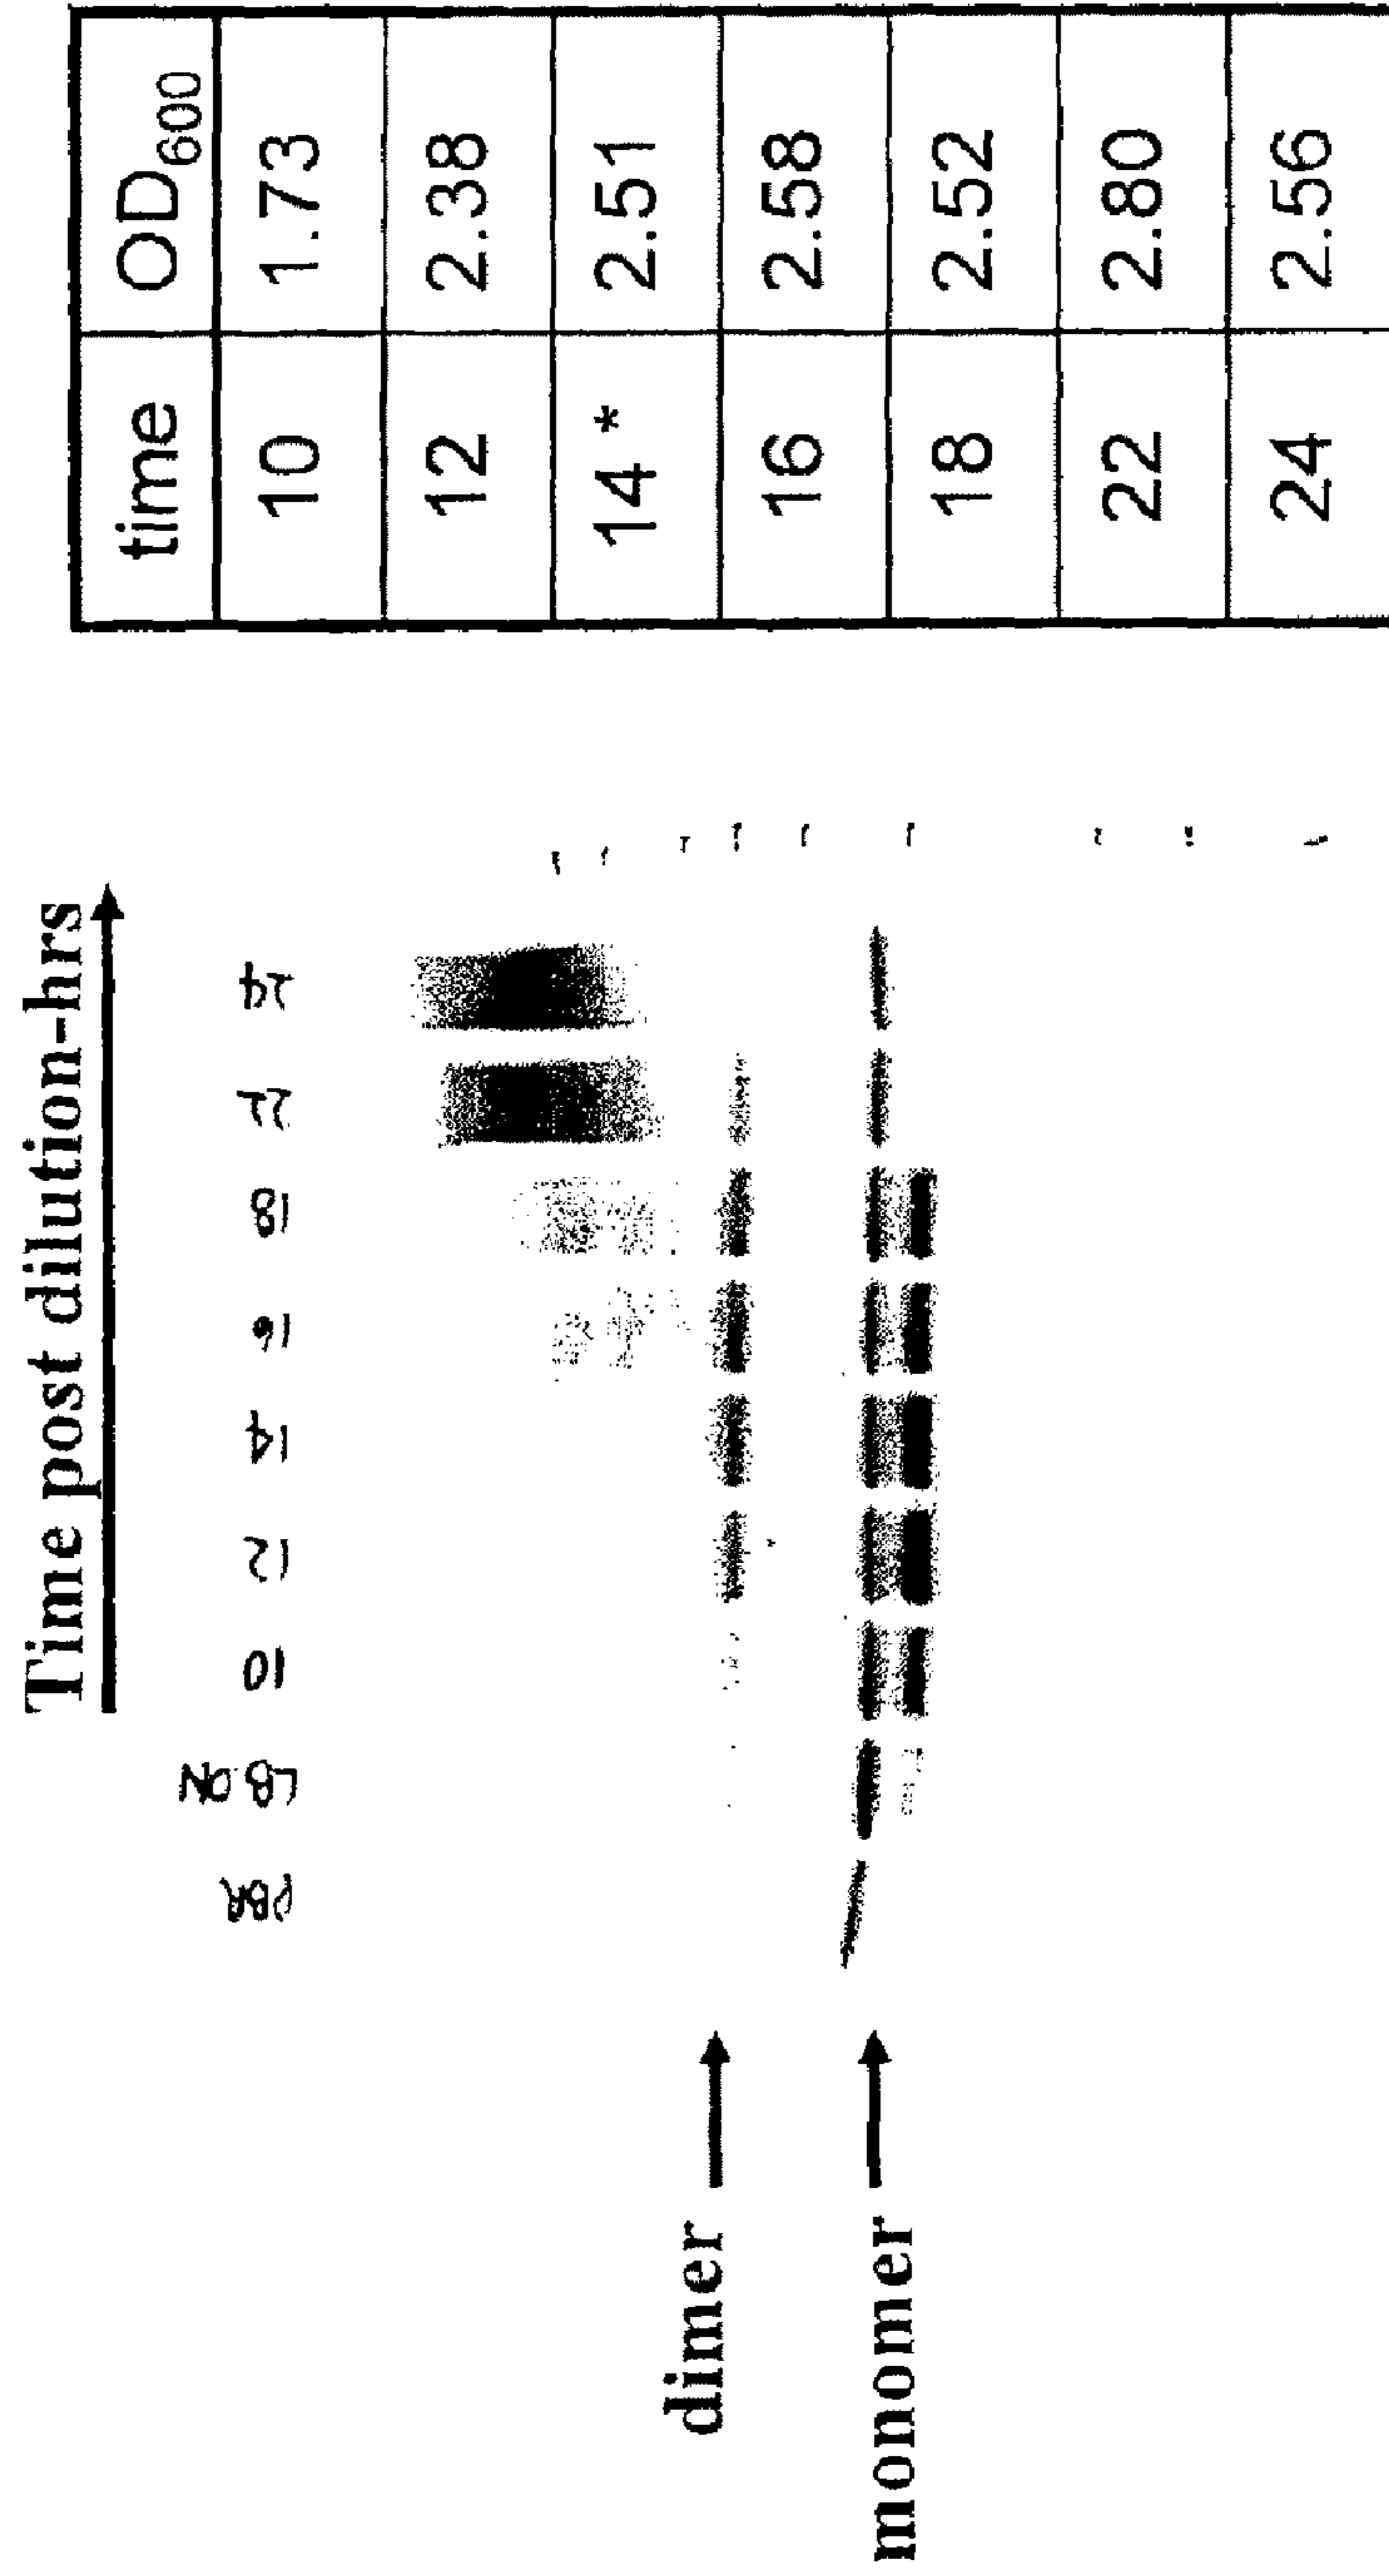 Time post dilution-hrs
PBR LB ON 10 12 14 16 18 22 24
dimer
monomer
time OD600
10 1.73
12 2.38
14 * 2.51
16 2.58
18 2.52
22 2.80
24 2.56